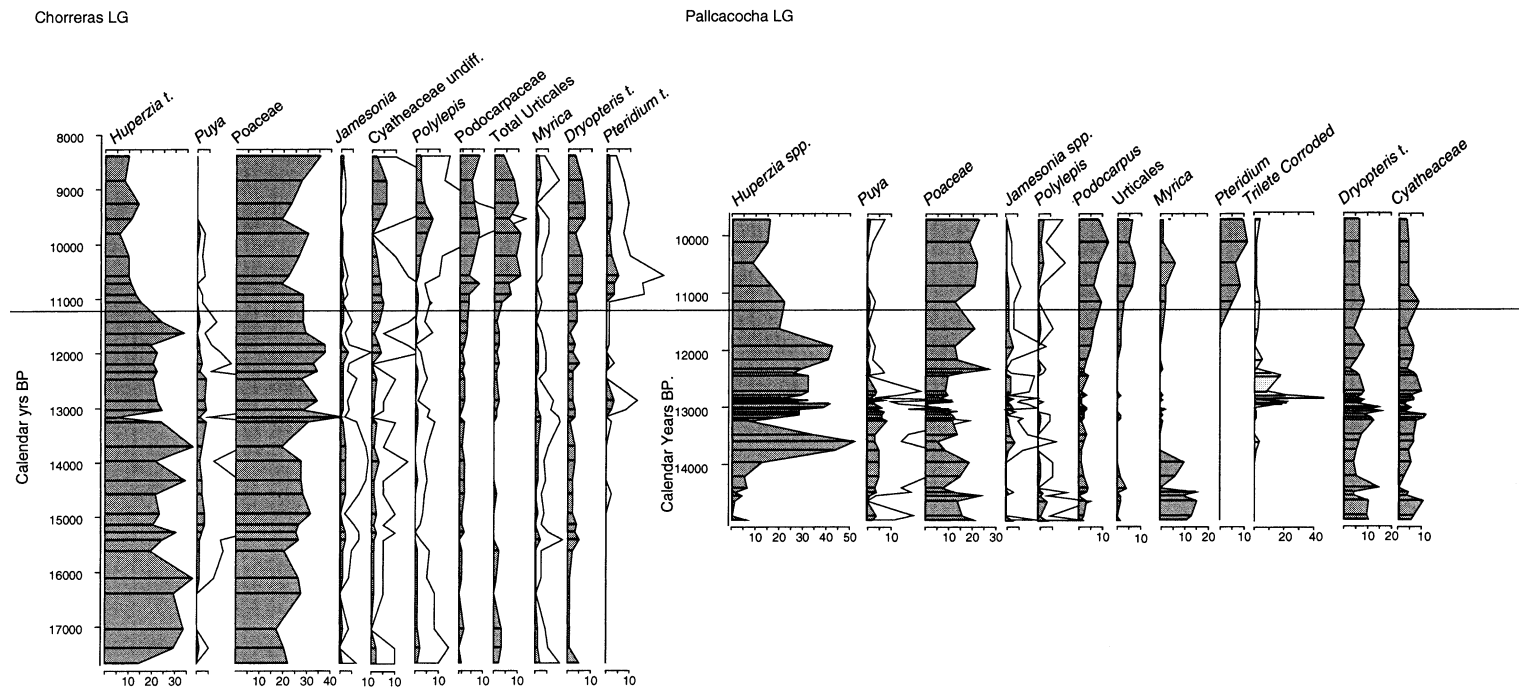 Chorreras LG
Pallcacocha LG
Huperzia t.
Puya
Poaceae
Jamesonia
Cyatheaceae undiff.
Polylepis
Podocarpaceae
Total Urticales
Myrica
Dryopteris t.
Pteridium t.
Huperzia spp.
Puya
Poaceae
Jamesonia spp.
Polylepis
Podocarpus
Urticales
Myrica
Pteridium
Trilete Corroded
Dryopteris t.
Cyatheaceae
Calendar yrs BP
8000
9000
10000
11000
12000
13000
14000
15000
16000
17000
10 20 30 10 20 30 40 10 10 10 10 10 10 10
Calendar Years BP.
10000
11000
12000
13000
14000
10 20 30 40 50 10 10 20 30 10 10 10 20 10 20 40 10 20 10